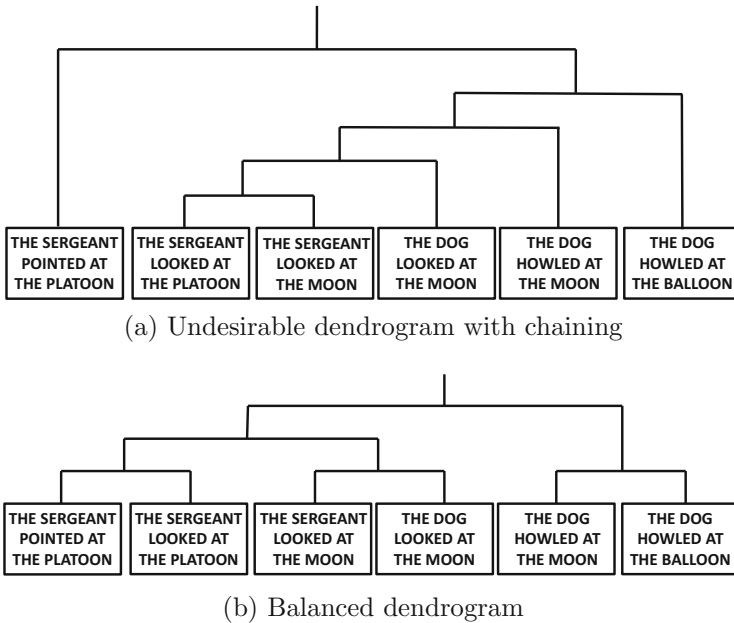 THE SERGEANT
POINTED AT
THE PLATOON
THE SERGEANT
LOOKED AT
THE PLATOON
THE SERGEANT
LOOKED AT
THE MOON
THE DOG
LOOKED AT
THE MOON
THE DOG
HOWLED AT
THE MOON
THE DOG
HOWLED AT
THE BALLOON
(a) Undesirable dendrogram with chaining
THE SERGEANT
POINTED AT
THE PLATOON
THE SERGEANT
LOOKED AT
THE PLATOON
THE SERGEANT
LOOKED AT
THE MOON
THE DOG
LOOKED AT
THE MOON
THE DOG
HOWLED AT
THE MOON
THE DOG
HOWLED AT
THE BALLOON
(b) Balanced dendrogram